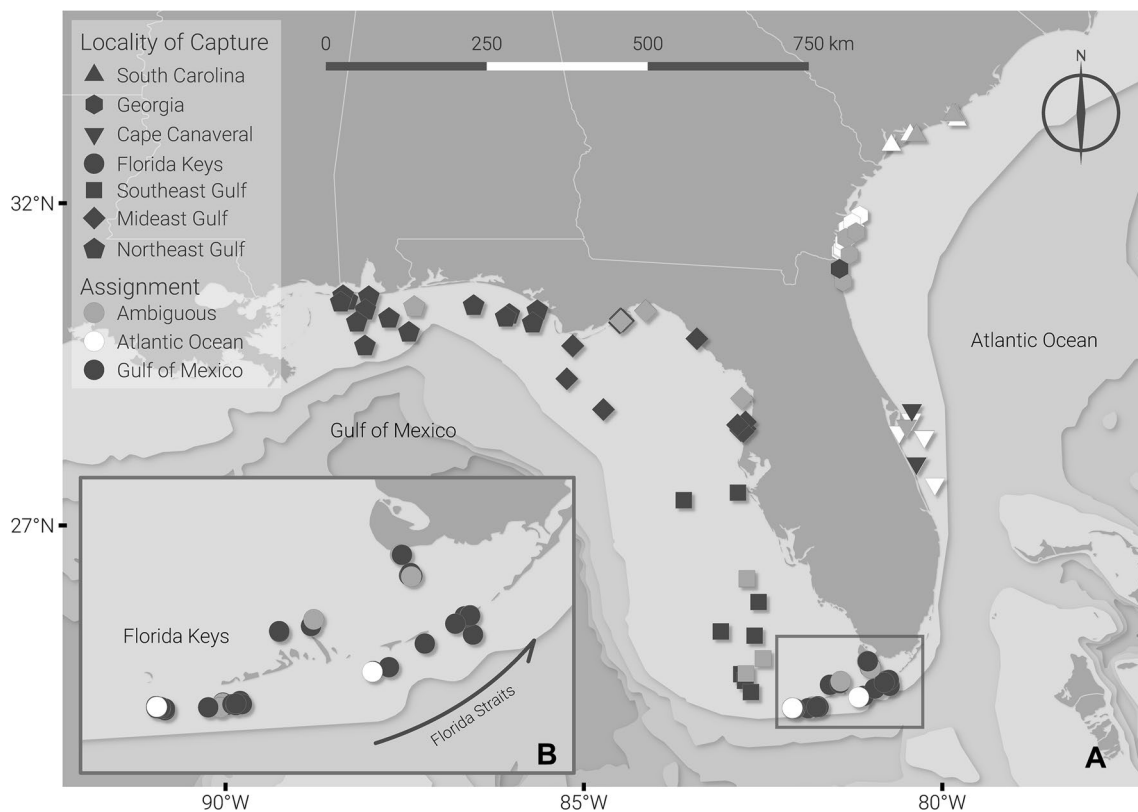 Locality of Capture
South Carolina
Georgia
Cape Canaveral
Florida Keys
Southeast Gulf
Mideast Gulf
Northeast Gulf
Assignment
Ambiguous
Atlantic Ocean
Gulf of Mexico
0 250 500 750 km
N
32°N
27°N
90°W
85°W
80°W
Atlantic Ocean
Gulf of Mexico
Florida Keys
Florida Straits
B
A